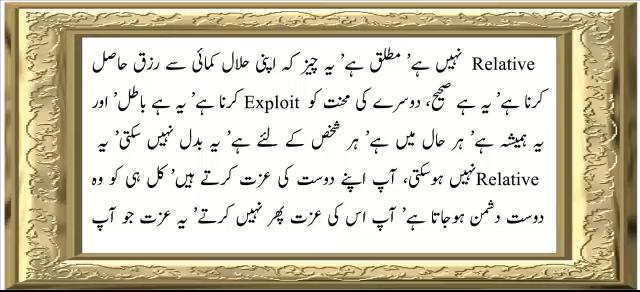 Relative نہیں ہے’ مطلق ہے’ یہ چیز کہ اپنی حلال کمائی سے رزق حاصل
کرنا ہے’ یہ ہے صحیح، دوسرے کی محنت کو Exploit کرنا ہے’ یہ ہے باطل’ اور
یہ ہمیشہ ہے’ ہر حال میں ہے’ ہر شخص کے لئے ہے’ یہ بدل نہیں سکتی’ یہ
Relativeنہیں ہوسکتی، آپ اپنے دوست کی عزت کرتے ہیں’ کل ہی کو وہ
دوست دشمن ہوجاتا ہے’ آپ اس کی عزت پھر نہیں کرتے’ یہ عزت جو آپ